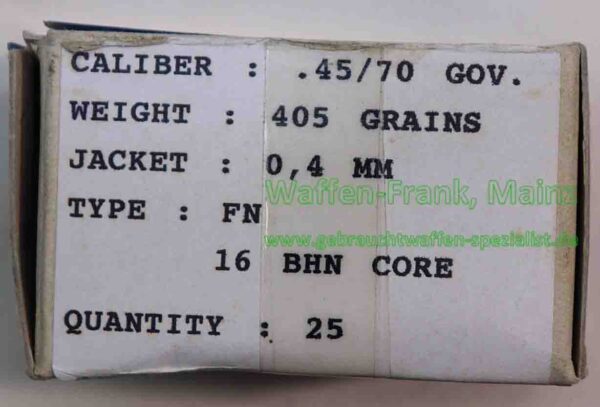 CALIBER : .45/70 GOV.
WEIGHT : 405 GRAINS
JACKET : 0,4 MM
Waffen-Frank, Mainz
TYPE : FN
www.gebrauchtwaffen-spezialist.de
16 BHN CORE
QUANTITY : 25